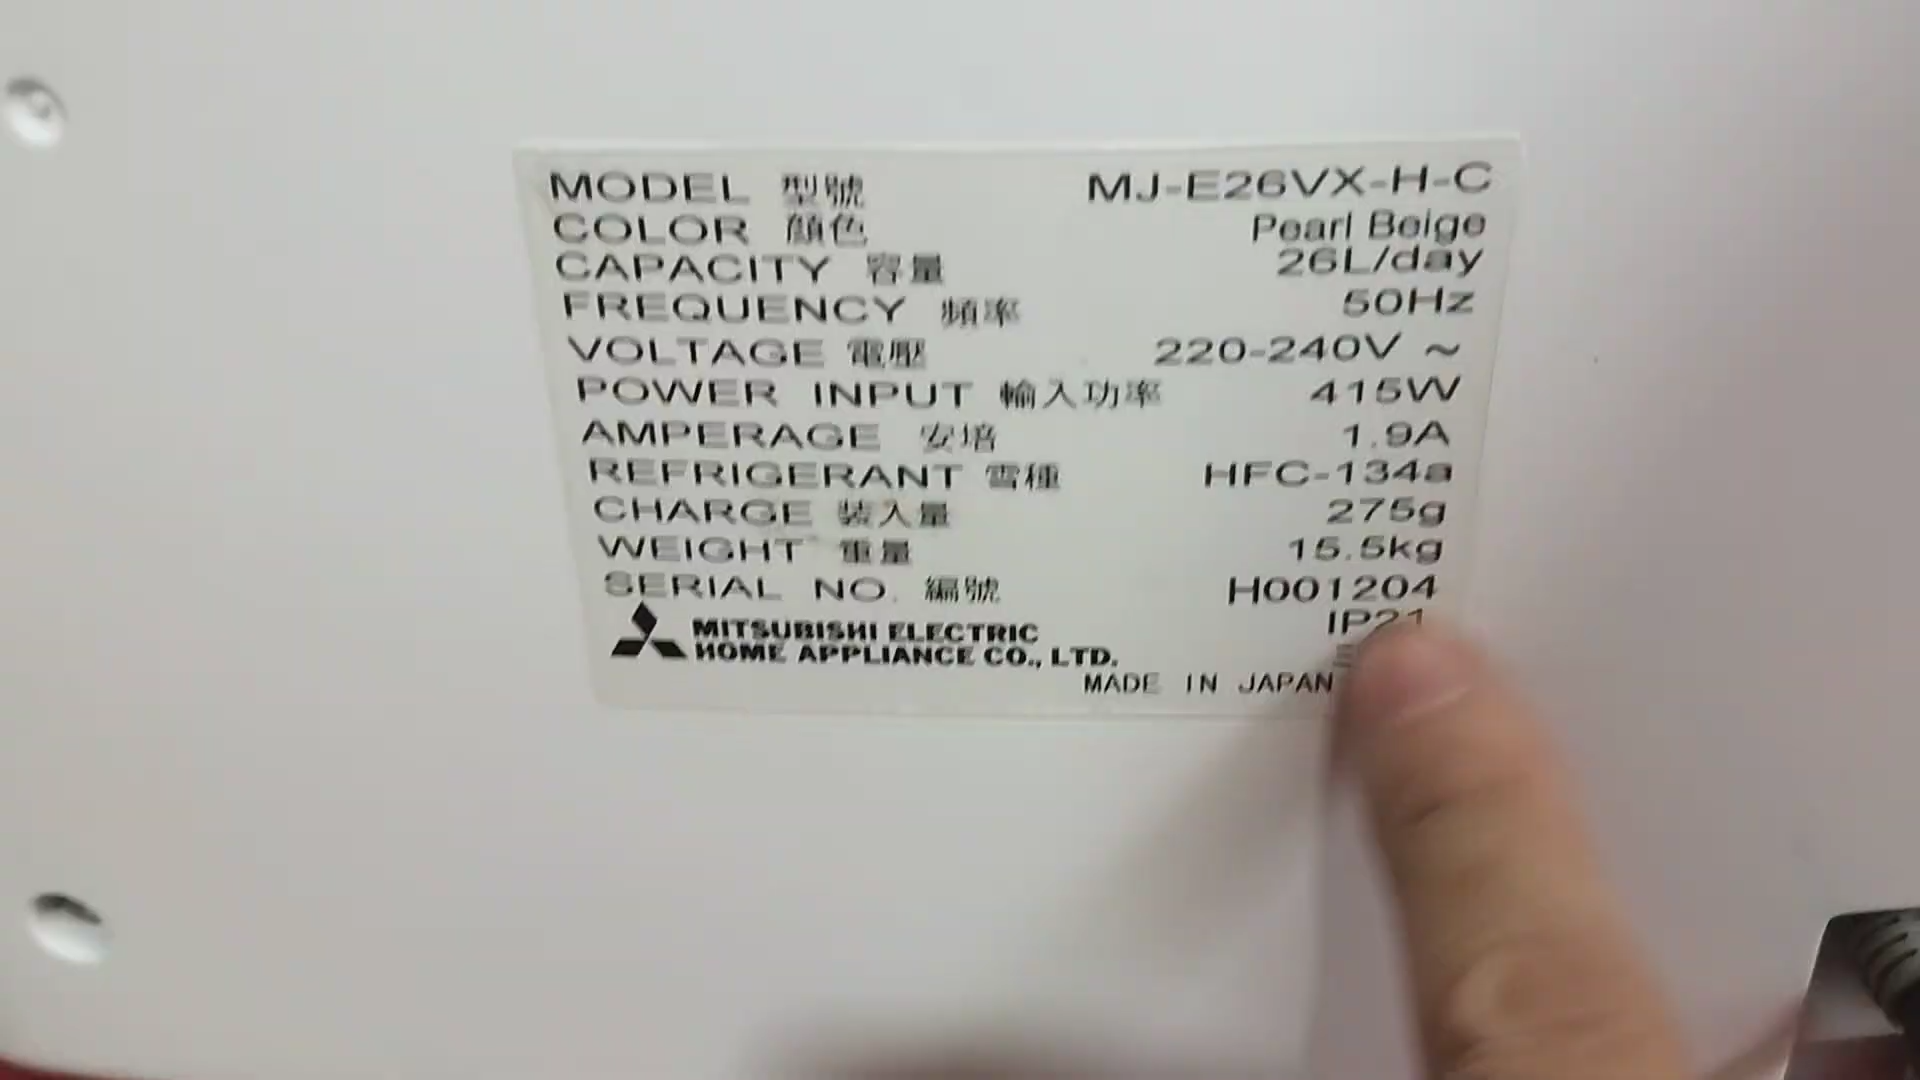 MODEL 型號 MJ-E26VX-H-C
COLOR 顏色 Pearl Beige
CAPACITY 容量 26L/day
FREQUENCY 頻率 50Hz
VOLTAGE 電壓 220-240V ~
POWER INPUT 輸入功率 415W
AMPERAGE 安培 1.9A
REFRIGERANT 雪種 HFC-134a
CHARGE 裝入量 275g
WEIGHT 重量 15.5kg
SERIAL NO. 編號 H001204
IP21
MITSUBISHI ELECTRIC
HOME APPLIANCE CO., LTD.
MADE IN JAPAN